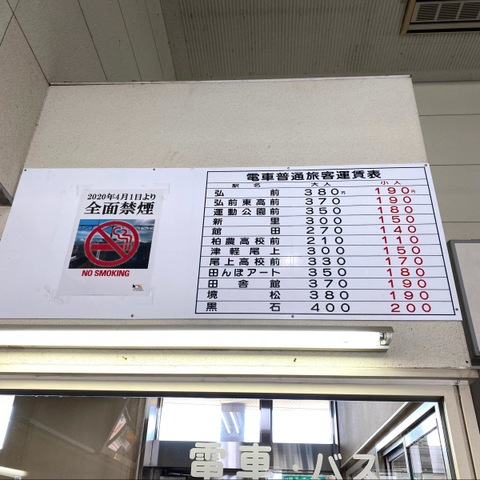 2020年4月1日より
全面禁煙
NO SMOKING
電車普通旅客運賃表
駅名 大人 小人
弘前 380円 190円
弘前東高前 370 190
運動公園前 350 180
新里 300 150
館田 270 140
柏農高校前 210 110
津軽尾上 300 150
尾上高校前 330 170
田んぼアート 350 180
田舎館 370 190
境松 380 190
黒石 400 200
電車・バス